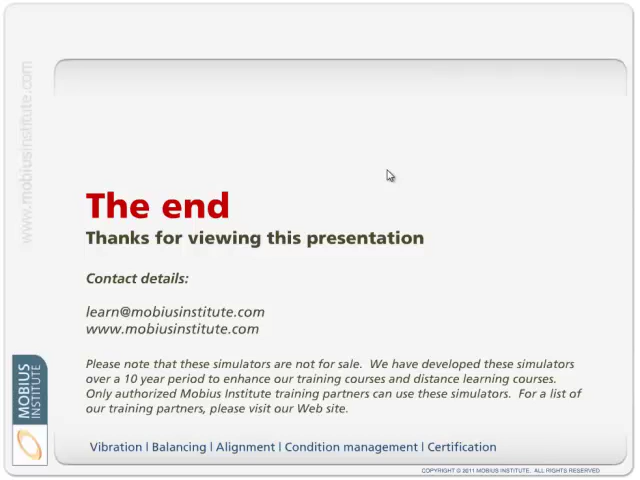 www.mobiusinstitute.com
The end
Thanks for viewing this presentation
Contact details:
learn@mobiusinstitute.com
www.mobiusinstitute.com
Please note that these simulators are not for sale. We have developed these simulators
over a 10 year period to enhance our training courses and distance learning courses.
Only authorized Mobius Institute training partners can use these simulators. For a list of
our training partners, please visit our Web site.
MOBIUS
INSTITUTE
Vibration | Balancing | Alignment | Condition management | Certification
COPYRIGHT © 2011 MOBIUS INSTITUTE. ALL RIGHTS RESERVED